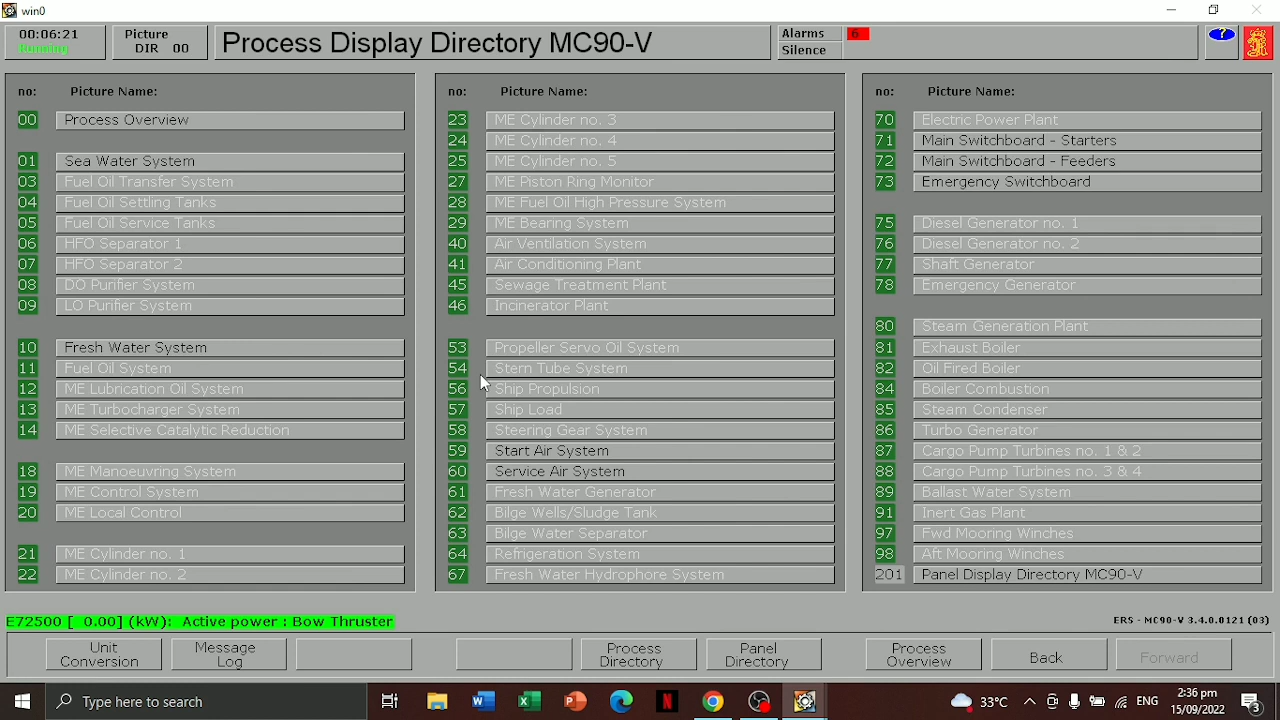 win0
00:06:21
Running
Picture
DIR 00
Process Display Directory MC90-V
Alarms
6
Silence
?
no: Picture Name:
00 Process Overview
01 Sea Water System
03 Fuel Oil Transfer System
04 Fuel Oil Settling Tanks
05 Fuel Oil Service Tanks
06 HFO Separator 1
07 HFO Separator 2
08 DO Purifier System
09 LO Purifier System
10 Fresh Water System
11 Fuel Oil System
12 ME Lubrication Oil System
13 ME Turbocharger System
14 ME Selective Catalytic Reduction
18 ME Manoeuvring System
19 ME Control System
20 ME Local Control
21 ME Cylinder no. 1
22 ME Cylinder no. 2
no: Picture Name:
23 ME Cylinder no. 3
24 ME Cylinder no. 4
25 ME Cylinder no. 5
27 ME Piston Ring Monitor
28 ME Fuel Oil High Pressure System
29 ME Bearing System
40 Air Ventilation System
41 Air Conditioning Plant
45 Sewage Treatment Plant
46 Incinerator Plant
53 Propeller Servo Oil System
54 Stern Tube System
56 Ship Propulsion
57 Ship Load
58 Steering Gear System
59 Start Air System
60 Service Air System
61 Fresh Water Generator
62 Bilge Wells/Sludge Tank
63 Bilge Water Separator
64 Refrigeration System
67 Fresh Water Hydrophore System
no: Picture Name:
70 Electric Power Plant
71 Main Switchboard - Starters
72 Main Switchboard - Feeders
73 Emergency Switchboard
75 Diesel Generator no. 1
76 Diesel Generator no. 2
77 Shaft Generator
78 Emergency Generator
80 Steam Generation Plant
81 Exhaust Boiler
82 Oil Fired Boiler
84 Boiler Combustion
85 Steam Condenser
86 Turbo Generator
87 Cargo Pump Turbines no. 1 & 2
88 Cargo Pump Turbines no. 3 & 4
89 Ballast Water System
91 Inert Gas Plant
97 Fwd Mooring Winches
98 Aft Mooring Winches
201 Panel Display Directory MC90-V
E72500 [ 0.00] (kW): Active power : Bow Thruster
ERS - MC90-V 3.4.0.0121 (03)
Unit
Conversion
Message
Log
Process
Directory
Panel
Directory
Process
Overview
Back
Forward
Type here to search
33°C
ENG
2:36 pm
15/09/2022
3